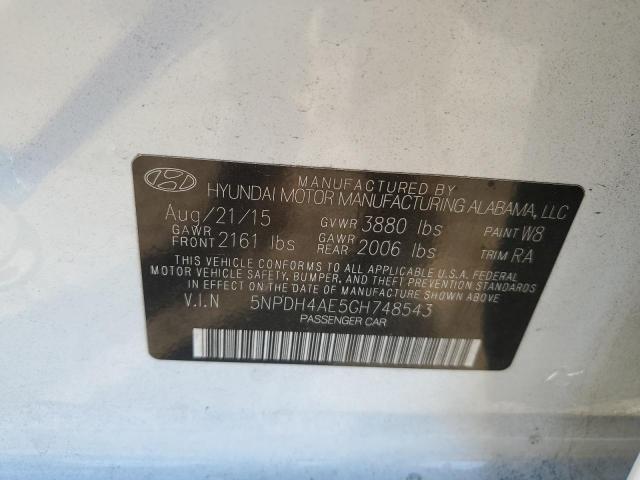 MANUFACTURED BY
HYUNDAI MOTOR MANUFACTURING ALABAMA, LLC
Aug/21/15 GVWR 3880 lbs PAINT W8
GAWR FRONT 2161 lbs GAWR REAR 2006 lbs TRIM RA
THIS VEHICLE CONFORMS TO ALL APPLICABLE U.S.A. FEDERAL
MOTOR VEHICLE SAFETY, BUMPER, AND THEFT PREVENTION STANDARDS
IN EFFECT ON THE DATE OF MANUFACTURE SHOWN ABOVE
V.I.N 5NPDH4AE5GH748543
PASSENGER CAR